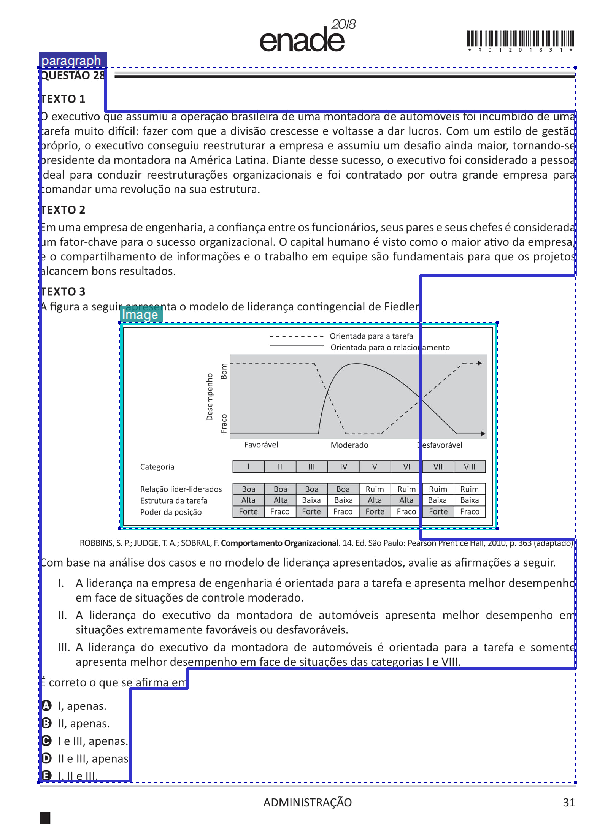 enade2018
*R3120183 1*
paragraph
QUESTÃO 28
TEXTO 1
O executivo que assumiu a operação brasileira de uma montadora de automóveis foi incumbido de uma
tarefa muito difícil: fazer com que a divisão crescesse e voltasse a dar lucros. Com um estilo de gestão
próprio, o executivo conseguiu reestruturar a empresa e assumiu um desafio ainda maior, tornando-se
presidente da montadora na América Latina. Diante desse sucesso, o executivo foi considerado a pessoa
ideal para conduzir reestruturações organizacionais e foi contratado por outra grande empresa para
comandar uma revolução na sua estrutura.
TEXTO 2
Em uma empresa de engenharia, a confiança entre os funcionários, seus pares e seus chefes é considerada
um fator-chave para o sucesso organizacional. O capital humano é visto como o maior ativo da empresa,
e o compartilhamento de informações e o trabalho em equipe são fundamentais para que os projetos
alcancem bons resultados.
TEXTO 3
A figura a seguir apresenta o modelo de liderança contingencial de Fiedler.
Image
Orientada para a tarefa
Orientada para o relacionamento
Desempenho
Bom
Fraco
Favorável Moderado Desfavorável
Categoria I II III IV V VI VII VIII
Relação líder-liderados Boa Boa Boa Boa Ruim Ruim Ruim Ruim
Estrutura da tarefa Alta Alta Baixa Baixa Alta Alta Baixa Baixa
Poder da posição Forte Fraco Forte Fraco Forte Fraco Forte Fraco
ROBBINS, S. P.; JUDGE, T. A.; SOBRAL, F. Comportamento Organizacional. 14. Ed. São Paulo: Pearson Prentice Hall, 2010, p. 363 (adaptado).
Com base na análise dos casos e no modelo de liderança apresentados, avalie as afirmações a seguir.
I. A liderança na empresa de engenharia é orientada para a tarefa e apresenta melhor desempenho
em face de situações de controle moderado.
II. A liderança do executivo da montadora de automóveis apresenta melhor desempenho em
situações extremamente favoráveis ou desfavoráveis.
III. A liderança do executivo da montadora de automóveis é orientada para a tarefa e somente
apresenta melhor desempenho em face de situações das categorias I e VIII.
É correto o que se afirma em
A I, apenas.
B II, apenas.
C I e III, apenas.
D II e III, apenas.
E I, II e III.
ADMINISTRAÇÃO 31